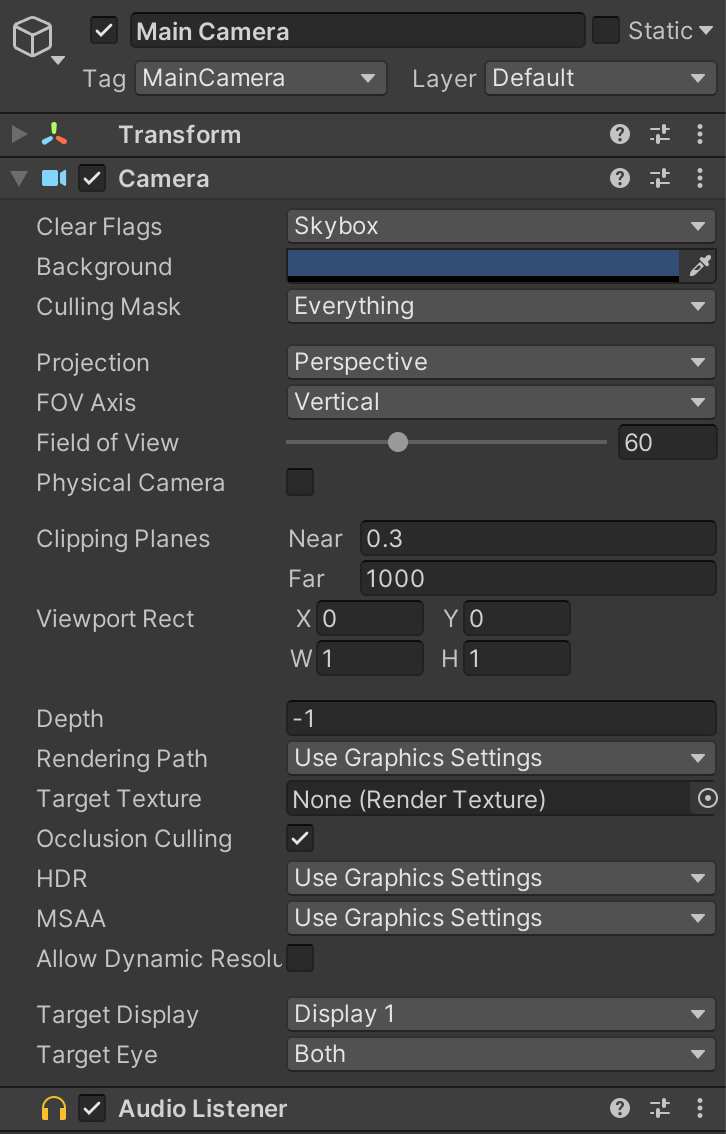 Main Camera Static
Tag MainCamera Layer Default
Transform
Camera
Clear Flags Skybox
Background
Culling Mask Everything
Projection Perspective
FOV Axis Vertical
Field of View 60
Physical Camera
Clipping Planes Near 0.3
Far 1000
Viewport Rect X 0 Y 0
W 1 H 1
Depth -1
Rendering Path Use Graphics Settings
Target Texture None (Render Texture)
Occlusion Culling
HDR Use Graphics Settings
MSAA Use Graphics Settings
Allow Dynamic Resolu
Target Display Display 1
Target Eye Both
Audio Listener